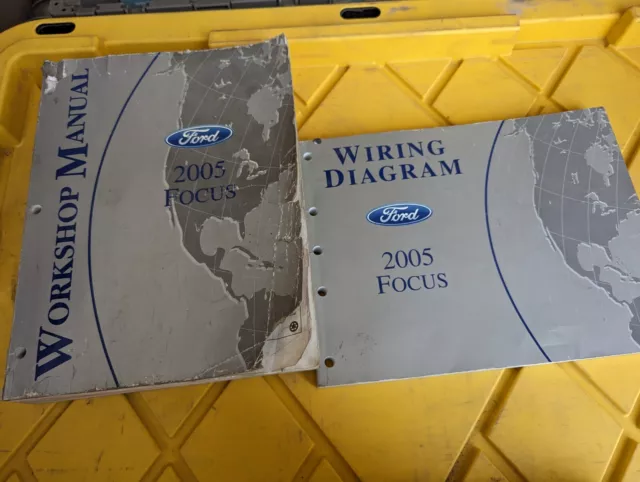 WORKSHOP MANUAL
Ford
2005
FOCUS
WIRING
DIAGRAM
Ford
2005
FOCUS